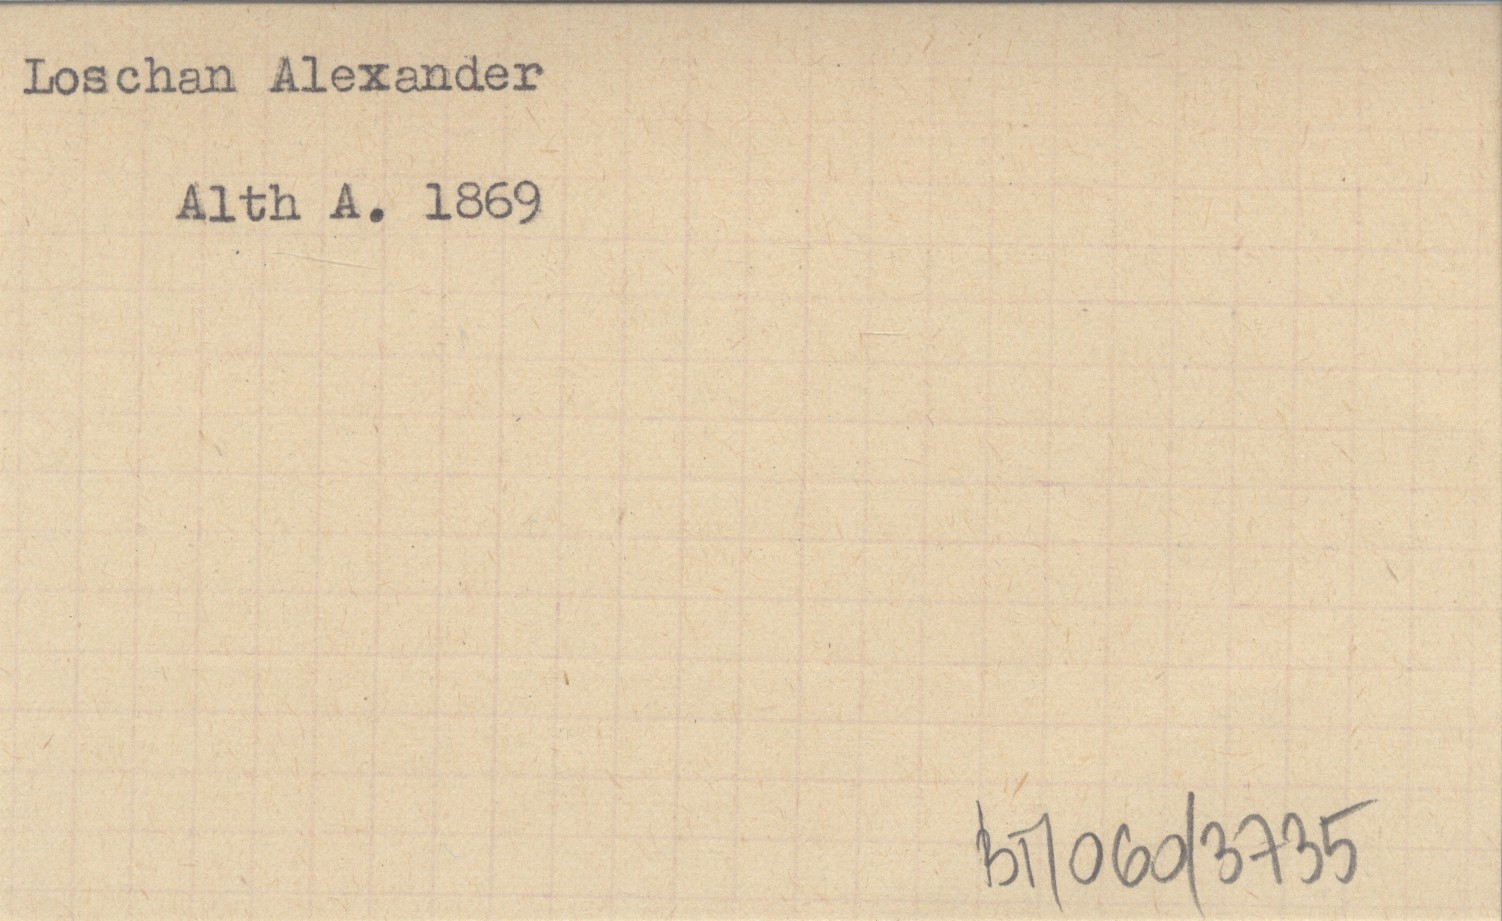 Loschan Alexander
Alth A. 1869
BT/060/3735